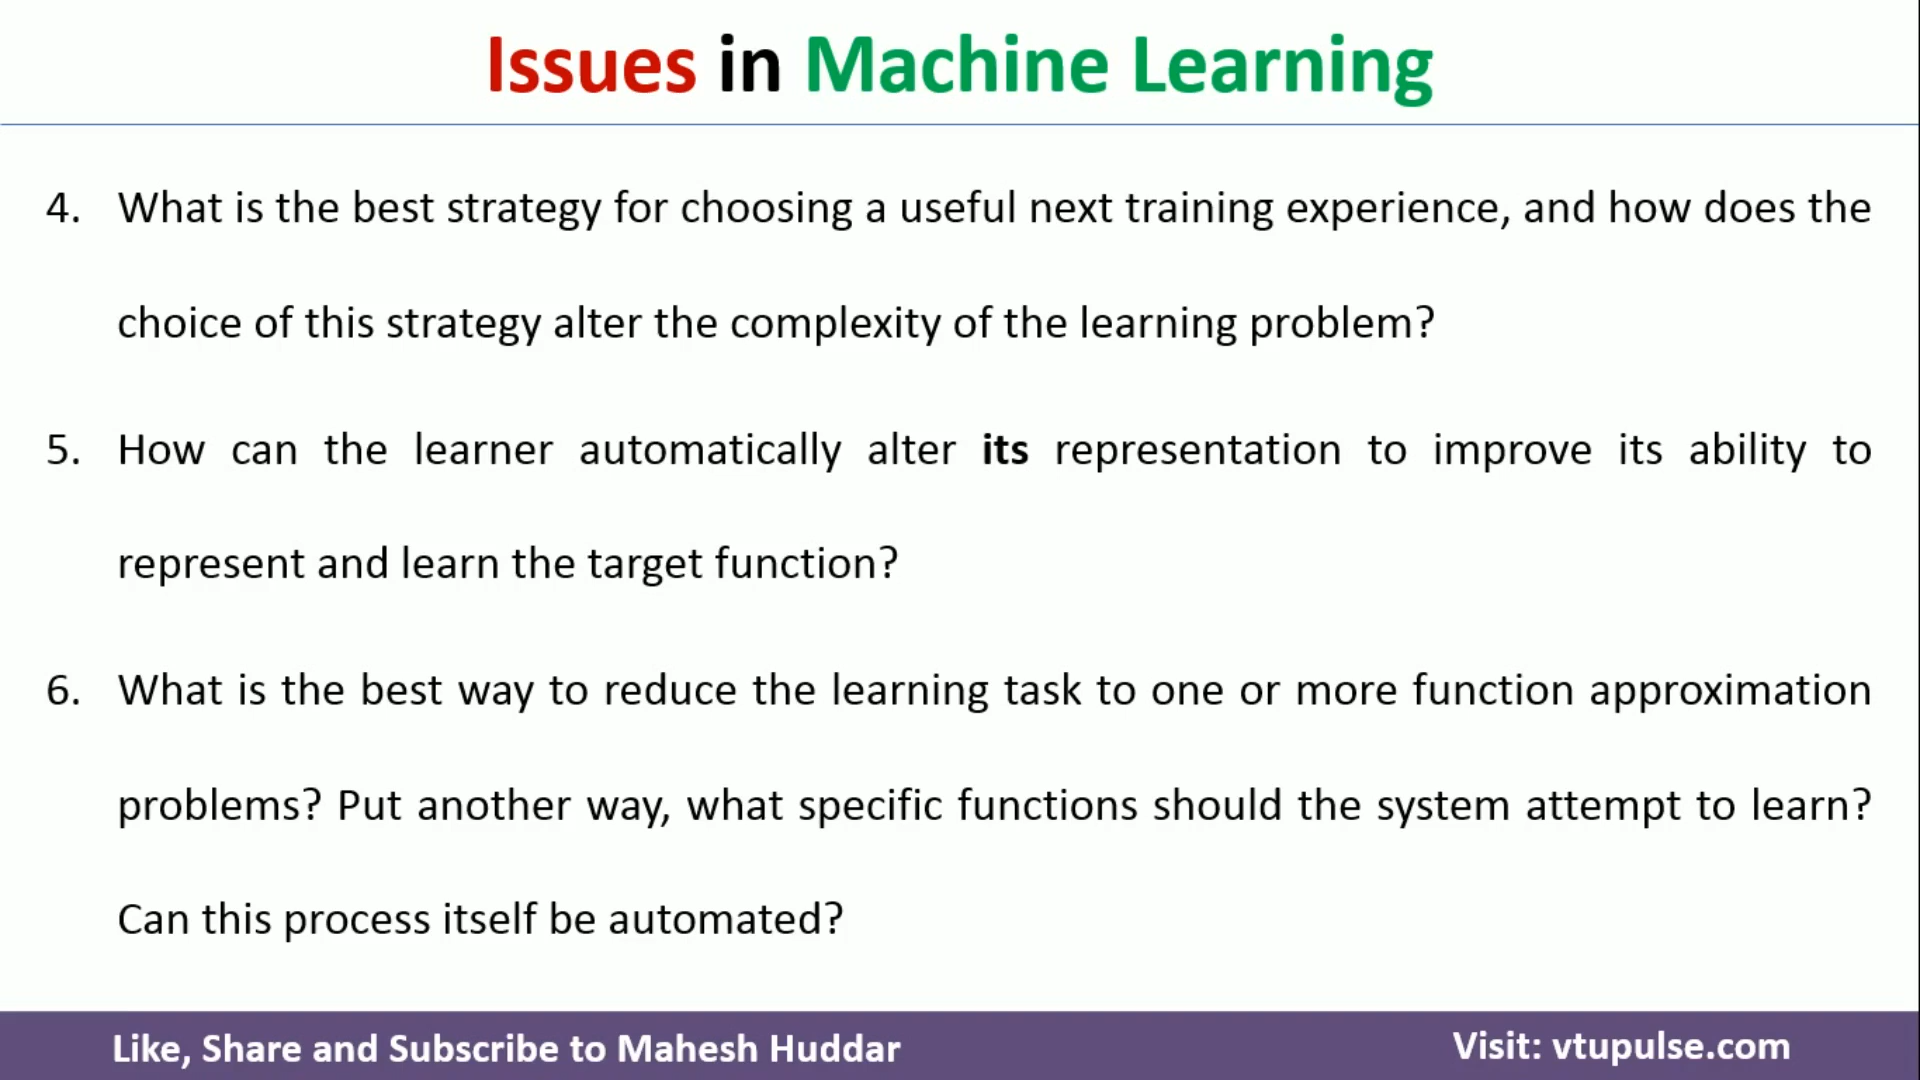 Issues in Machine Learning
4. What is the best strategy for choosing a useful next training experience, and how does the
choice of this strategy alter the complexity of the learning problem?
5. How can the learner automatically alter its representation to improve its ability to
represent and learn the target function?
6. What is the best way to reduce the learning task to one or more function approximation
problems? Put another way, what specific functions should the system attempt to learn?
Can this process itself be automated?
Like, Share and Subscribe to Mahesh Huddar
Visit: vtupulse.com